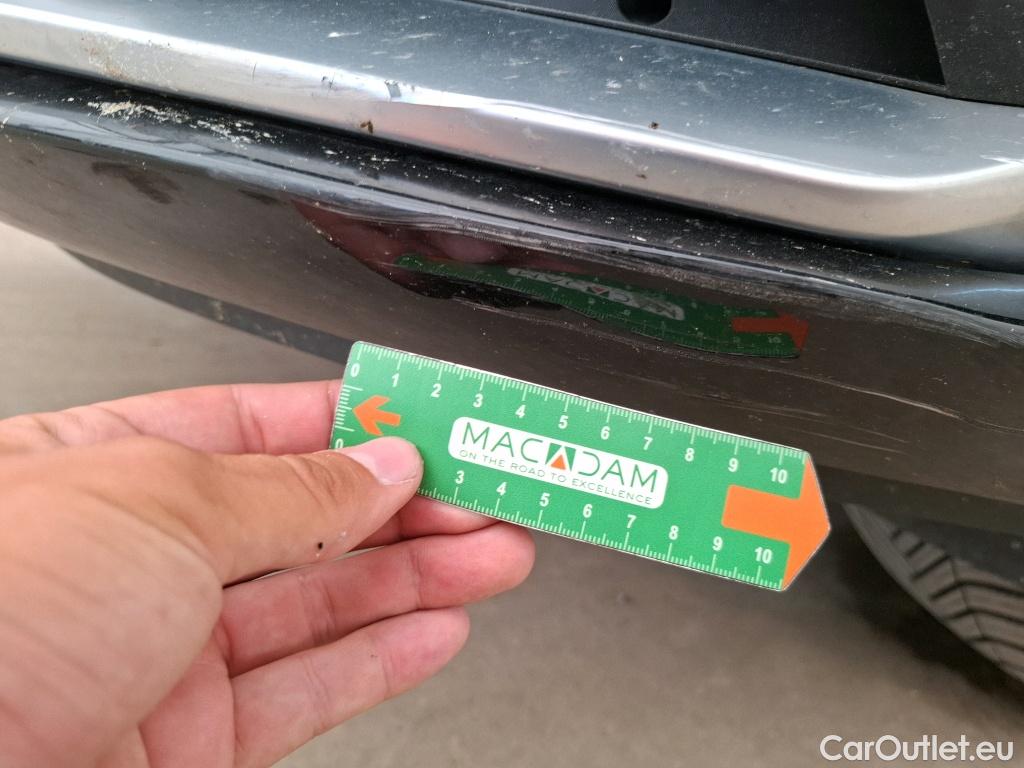 0 1 2 3 4 5 6 7 8 9 10
MACADAM
ON THE ROAD TO EXCELLENCE
0 3 4 5 6 7 8 9 10
CarOutlet.eu